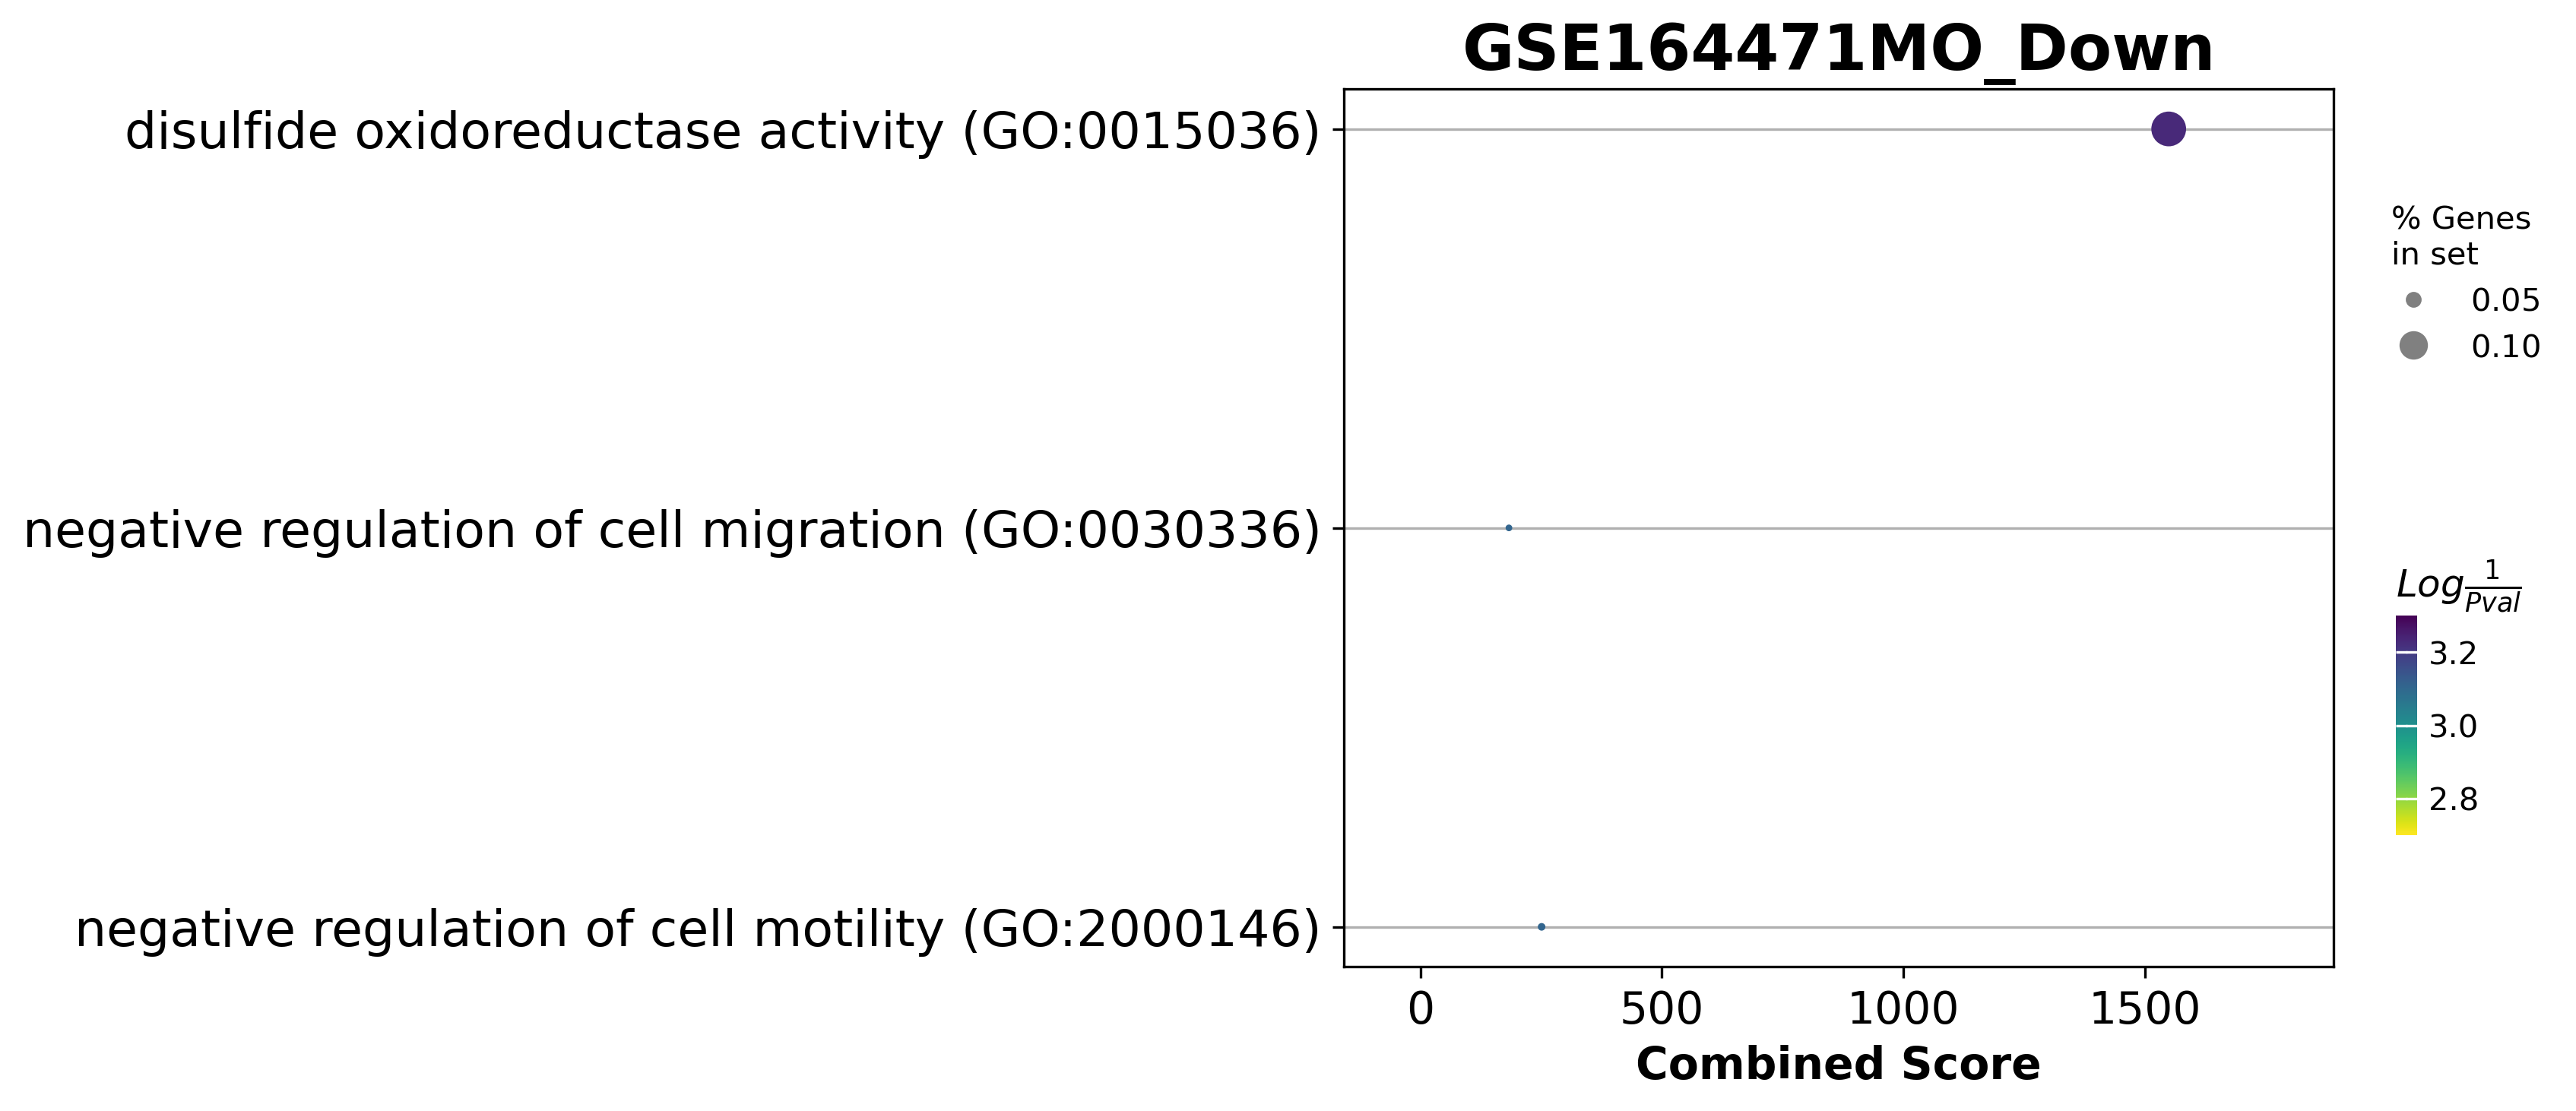 GSE164471MO_Down
disulfide oxidoreductase activity (GO:0015036)
negative regulation of cell migration (GO:0030336)
negative regulation of cell motility (GO:2000146)
0 500 1000 1500
Combined Score
% Genes
in set
0.05
0.10
Log 1/Pval
3.2
3.0
2.8